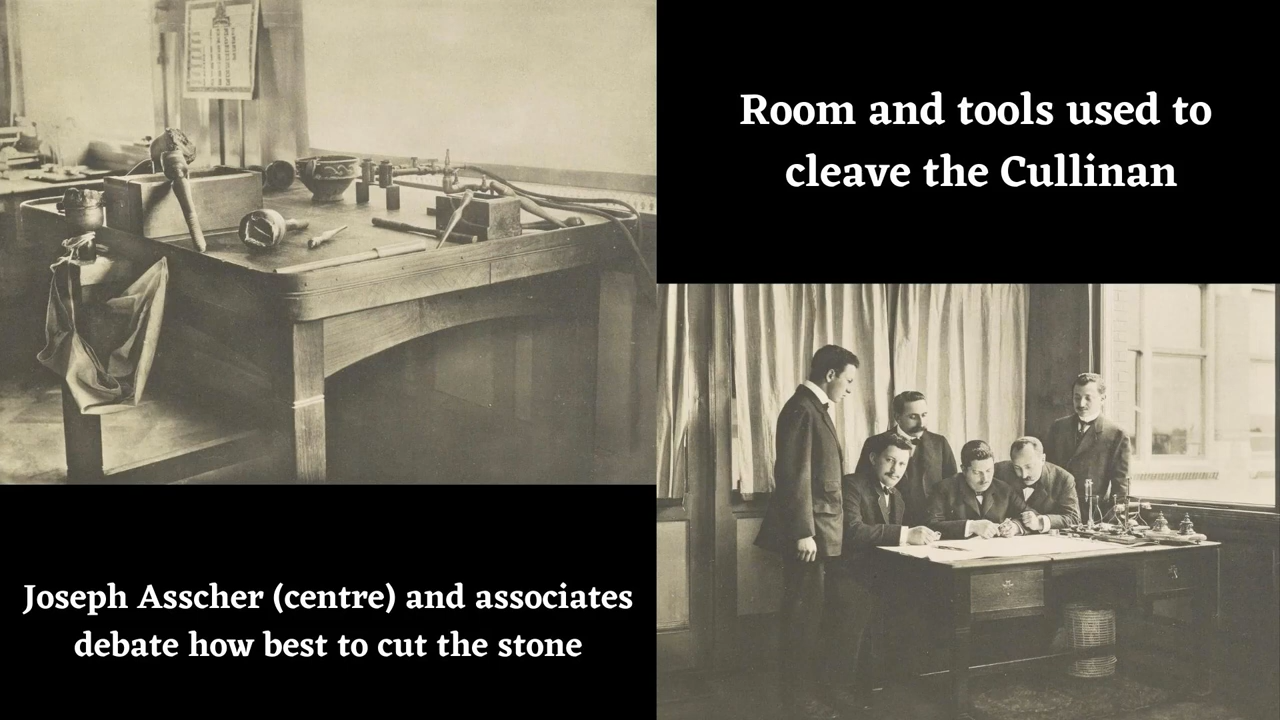 Room and tools used to
cleave the Cullinan
Joseph Asscher (centre) and associates
debate how best to cut the stone